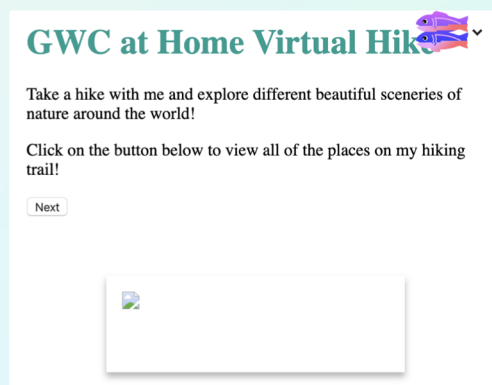 GWC at Home Virtual Hike
Take a hike with me and explore different beautiful sceneries of
nature around the world!
Click on the button below to view all of the places on my hiking
trail!
Next